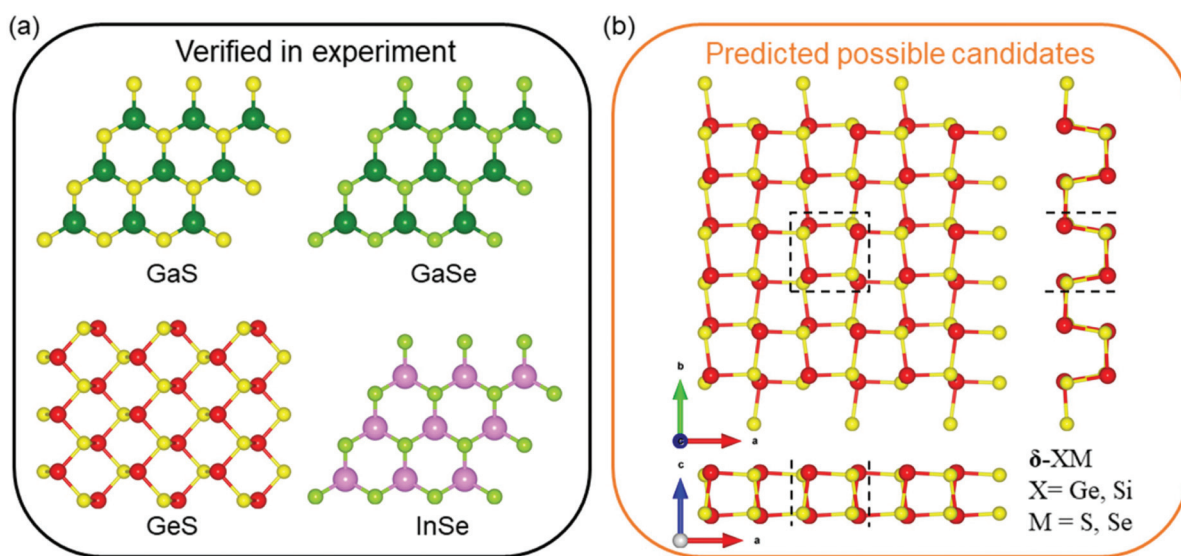 (a)
Verified in experiment
GaS
GaSe
GeS
InSe
(b)
Predicted possible candidates
b
c
a
c
a
δ-XM
X= Ge, Si
M = S, Se